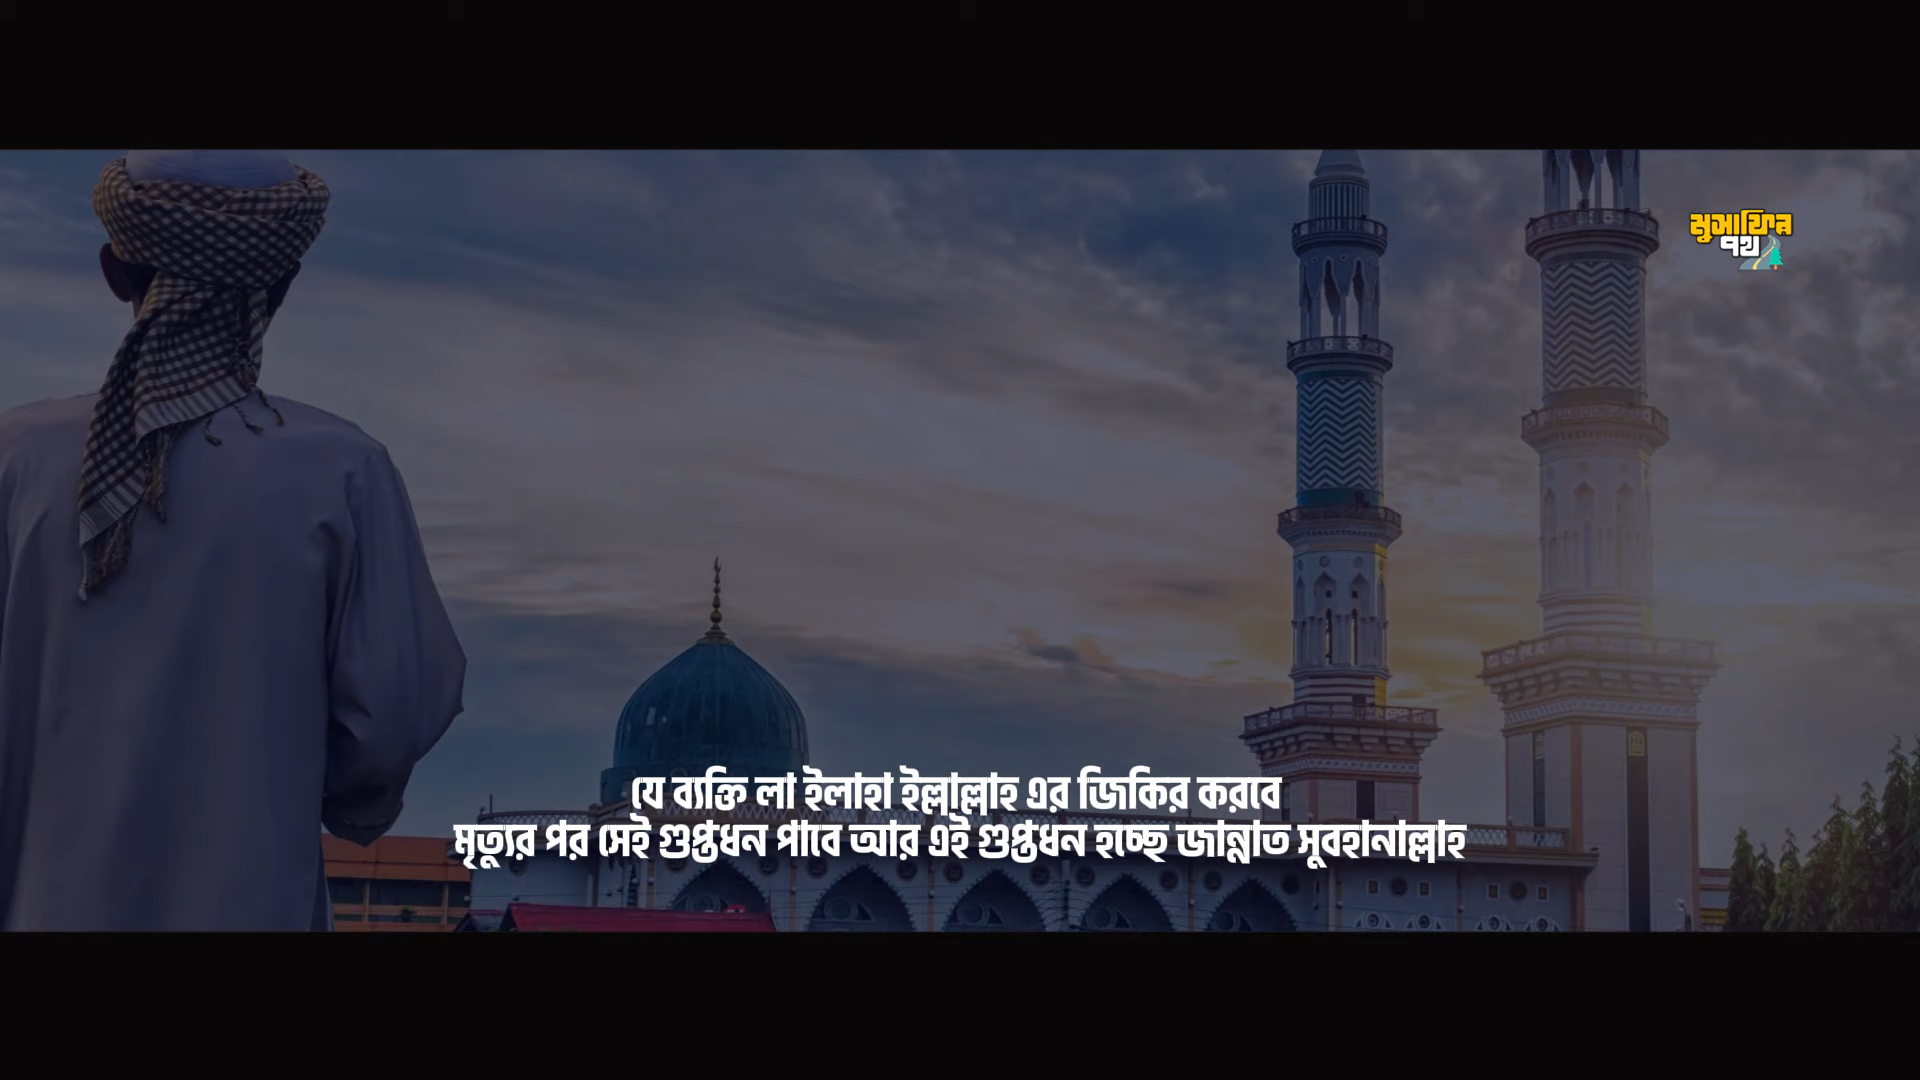 মুসাফির
পথ
যে ব্যক্তি লা ইলাহা ইল্লাল্লাহ এর জিকির করবে
মৃত্যুর পর সেই গুপ্তধন পাবে আর এই গুপ্তধন হচ্ছে জান্নাত সুবহানাল্লাহ